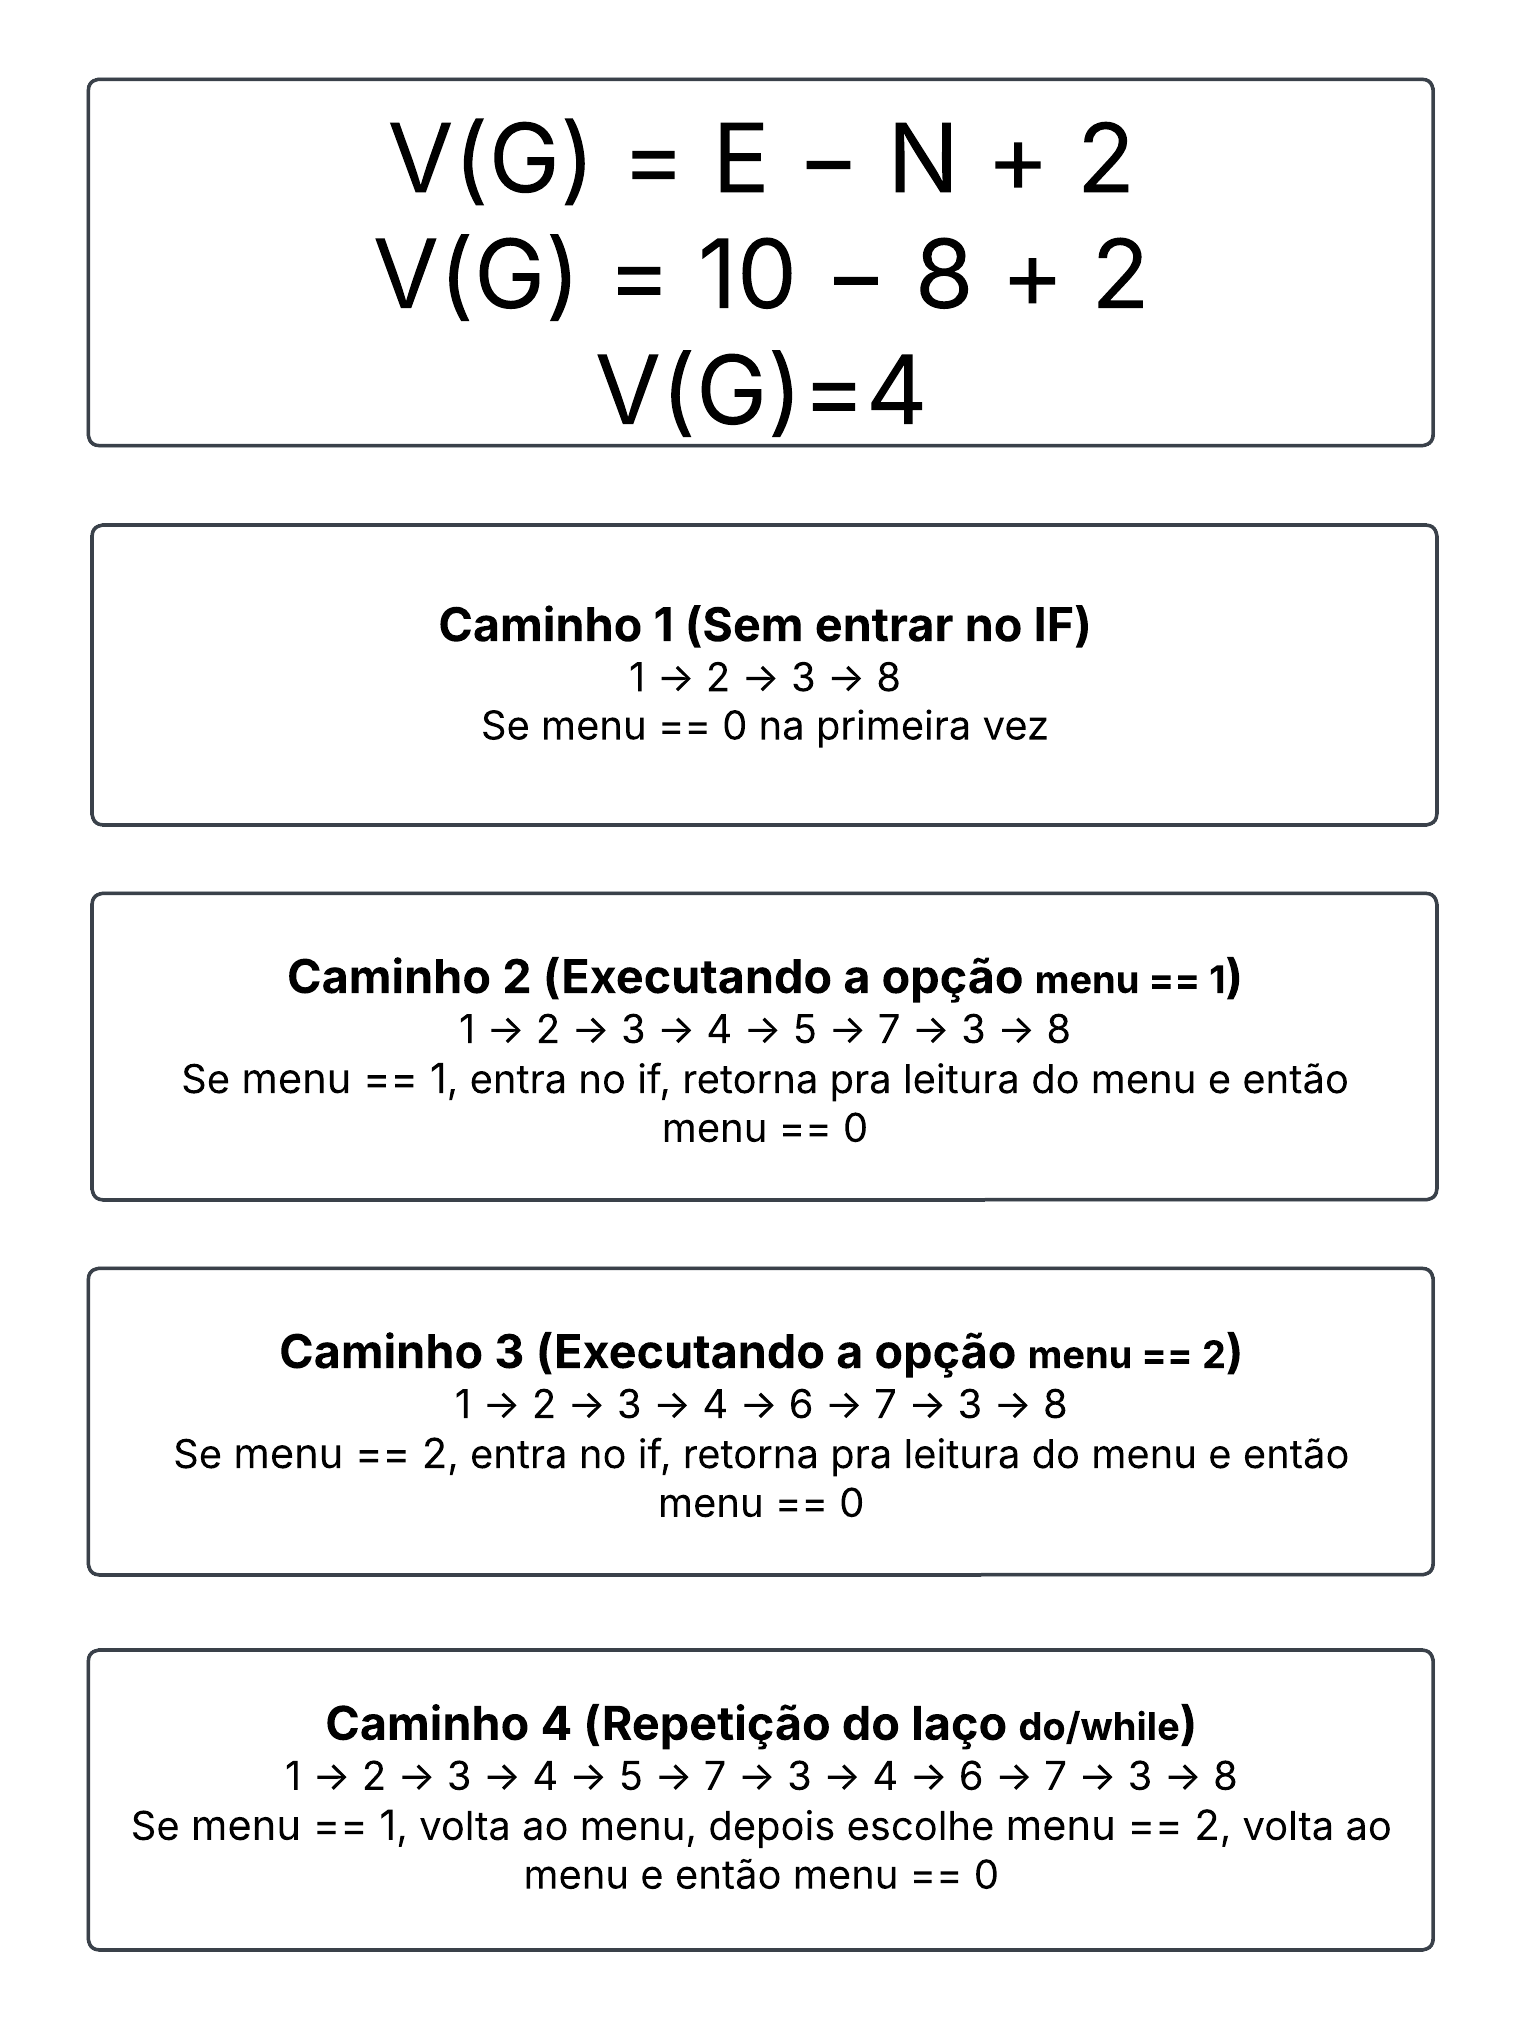 V(G) = E − N + 2
V(G) = 10 − 8 + 2
V(G)=4
Caminho 1 (Sem entrar no IF)
1 → 2 → 3 → 8
Se menu == 0 na primeira vez
Caminho 2 (Executando a opção menu == 1)
1 → 2 → 3 → 4 → 5 → 7 → 3 → 8
Se menu == 1, entra no if, retorna pra leitura do menu e então
menu == 0
Caminho 3 (Executando a opção menu == 2)
1 → 2 → 3 → 4 → 6 → 7 → 3 → 8
Se menu == 2, entra no if, retorna pra leitura do menu e então
menu == 0
Caminho 4 (Repetição do laço do/while)
1 → 2 → 3 → 4 → 5 → 7 → 3 → 4 → 6 → 7 → 3 → 8
Se menu == 1, volta ao menu, depois escolhe menu == 2, volta ao
menu e então menu == 0